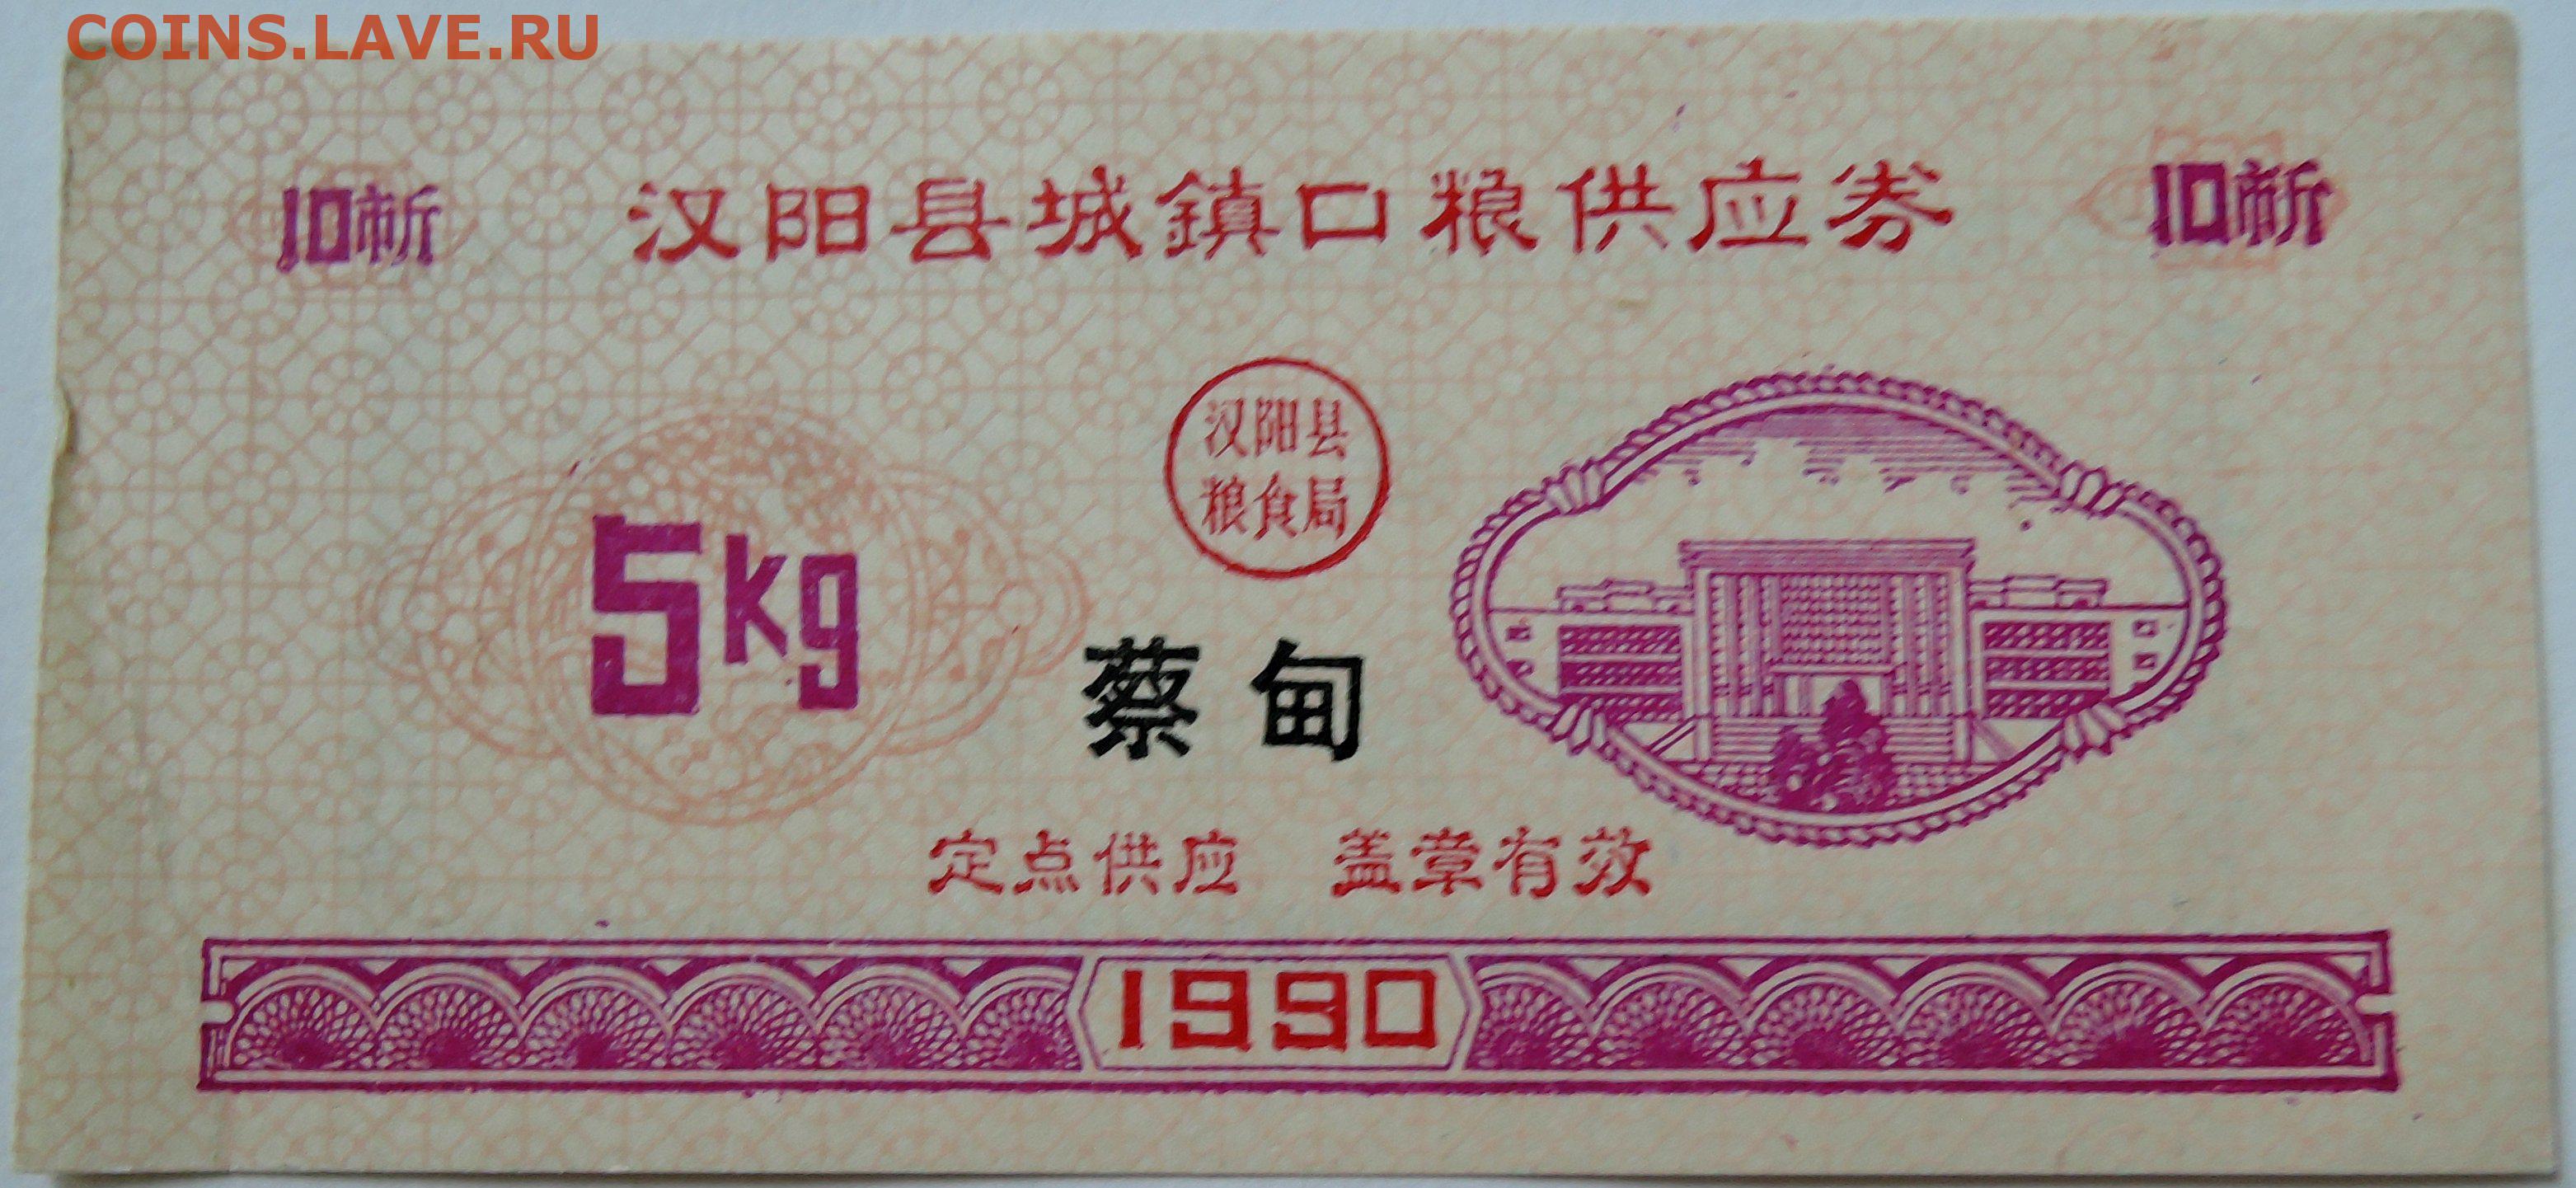 COINS.LAVE.RU
10市斤 汉阳县城鎮口粮供应券 10市斤
汉阳县
粮食局
5kg
蔡甸
定点供应 盖章有效
1990